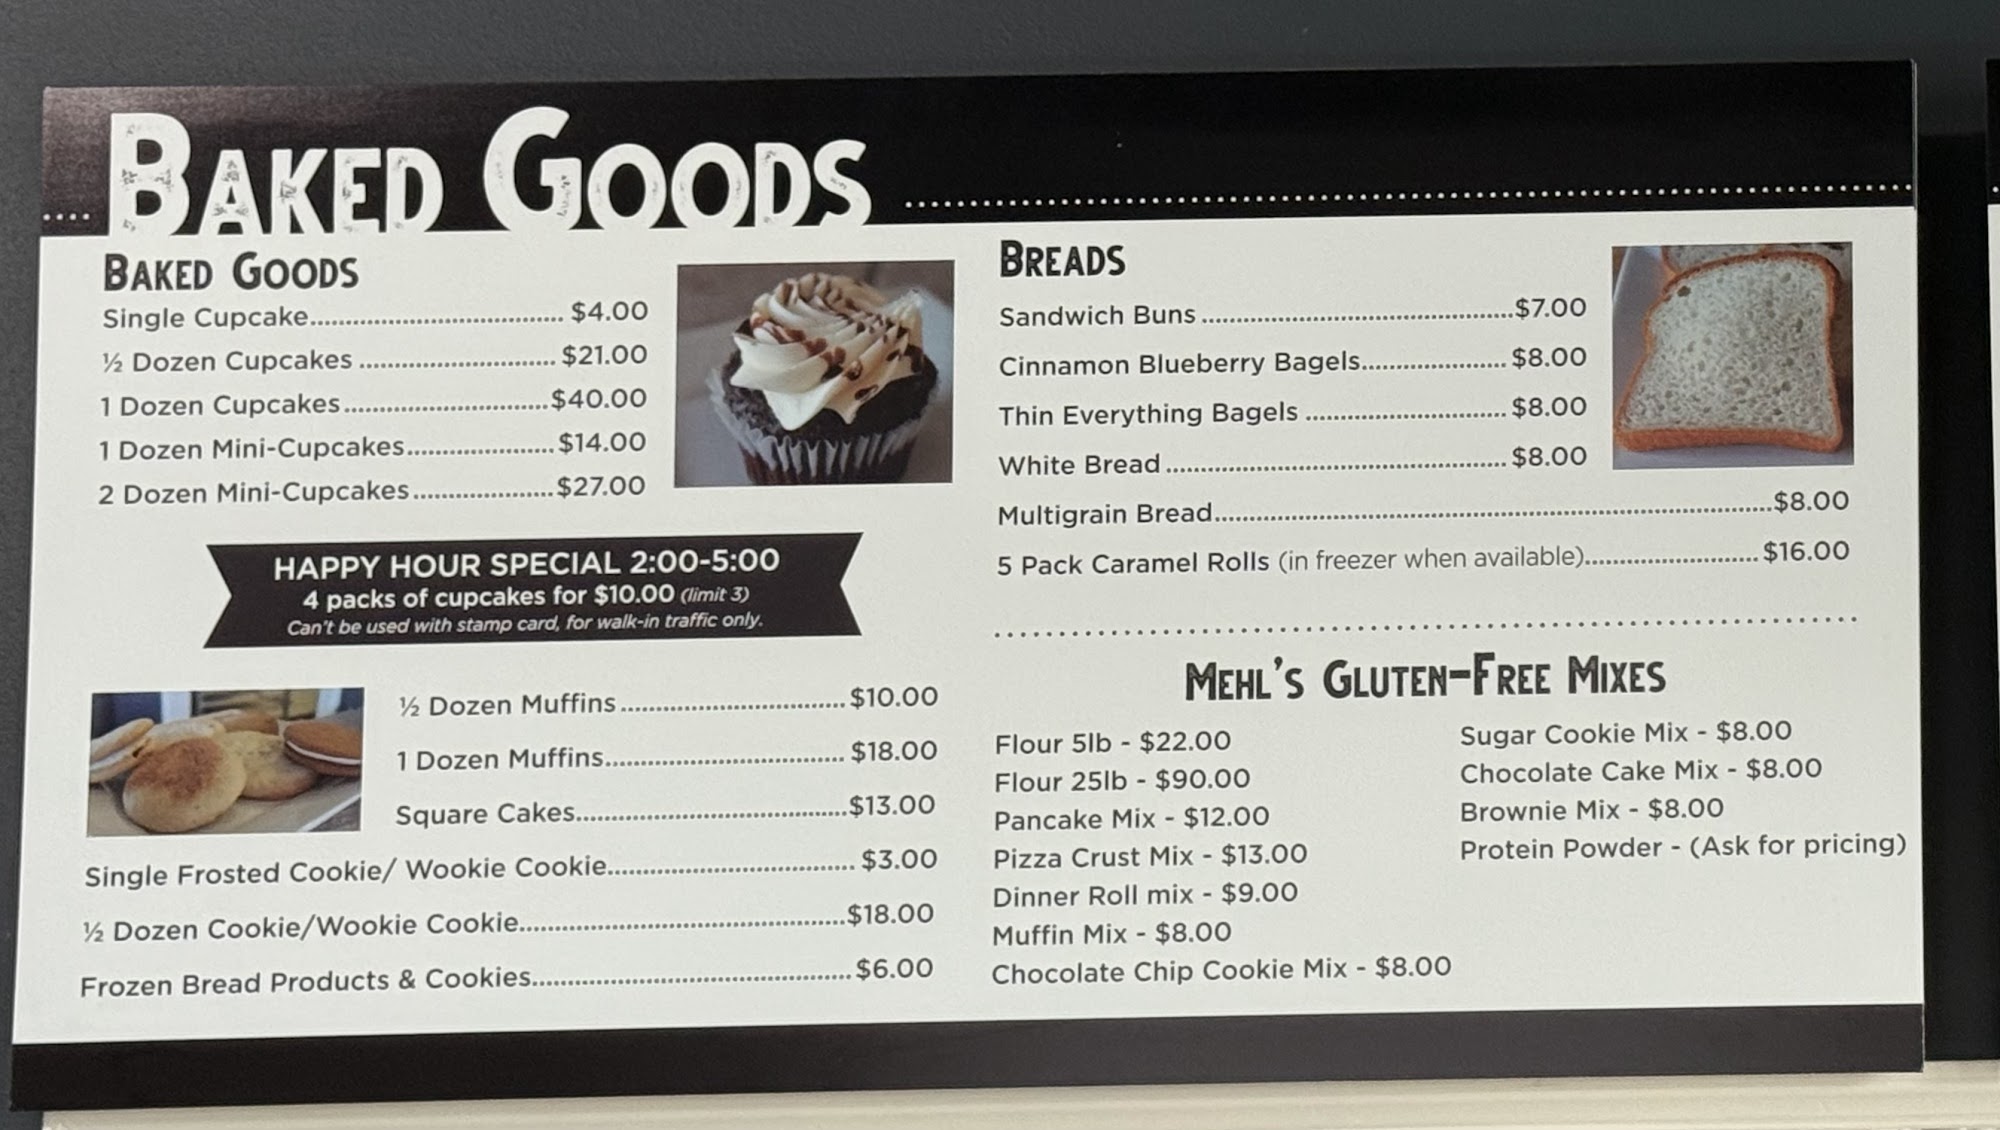 BAKED GOODS
BAKED GOODS
Single Cupcake.................................. $4.00
½ Dozen Cupcakes .......................... $21.00
1 Dozen Cupcakes...........................$40.00
1 Dozen Mini-Cupcakes....................$14.00
2 Dozen Mini-Cupcakes...................$27.00
HAPPY HOUR SPECIAL 2:00-5:00
4 packs of cupcakes for $10.00 (limit 3)
Can't be used with stamp card, for walk-in traffic only.
½ Dozen Muffins.............................. $10.00
1 Dozen Muffins................................ $18.00
Square Cakes....................................$13.00
Single Frosted Cookie/ Wookie Cookie................................. $3.00
½ Dozen Cookie/Wookie Cookie...........................................$18.00
Frozen Bread Products & Cookies.......................................... $6.00
BREADS
Sandwich Buns .........................................$7.00
Cinnamon Blueberry Bagels................... $8.00
Thin Everything Bagels .......................... $8.00
White Bread ............................................. $8.00
Multigrain Bread..........................................................................$8.00
5 Pack Caramel Rolls (in freezer when available)....................... $16.00
MEHL'S GLUTEN-FREE MIXES
Flour 5lb - $22.00
Flour 25lb - $90.00
Pancake Mix - $12.00
Pizza Crust Mix - $13.00
Dinner Roll mix - $9.00
Muffin Mix - $8.00
Chocolate Chip Cookie Mix - $8.00
Sugar Cookie Mix - $8.00
Chocolate Cake Mix - $8.00
Brownie Mix - $8.00
Protein Powder - (Ask for pricing)